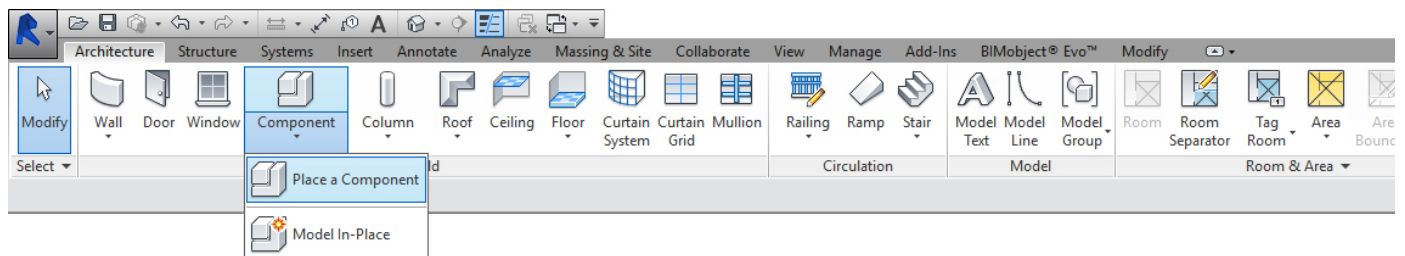 Architecture Structure Systems Insert Annotate Analyze Massing & Site Collaborate View Manage Add-Ins BIMobject® Evo™ Modify
Modify Wall Door Window Component Column Roof Ceiling Floor Curtain Curtain Mullion Railing Ramp Stair Model Model Model Room Room Tag Area Are
System Grid Text Line Group Separator Room Bounc
Select ld Circulation Model Room & Area
Place a Component
Model In-Place